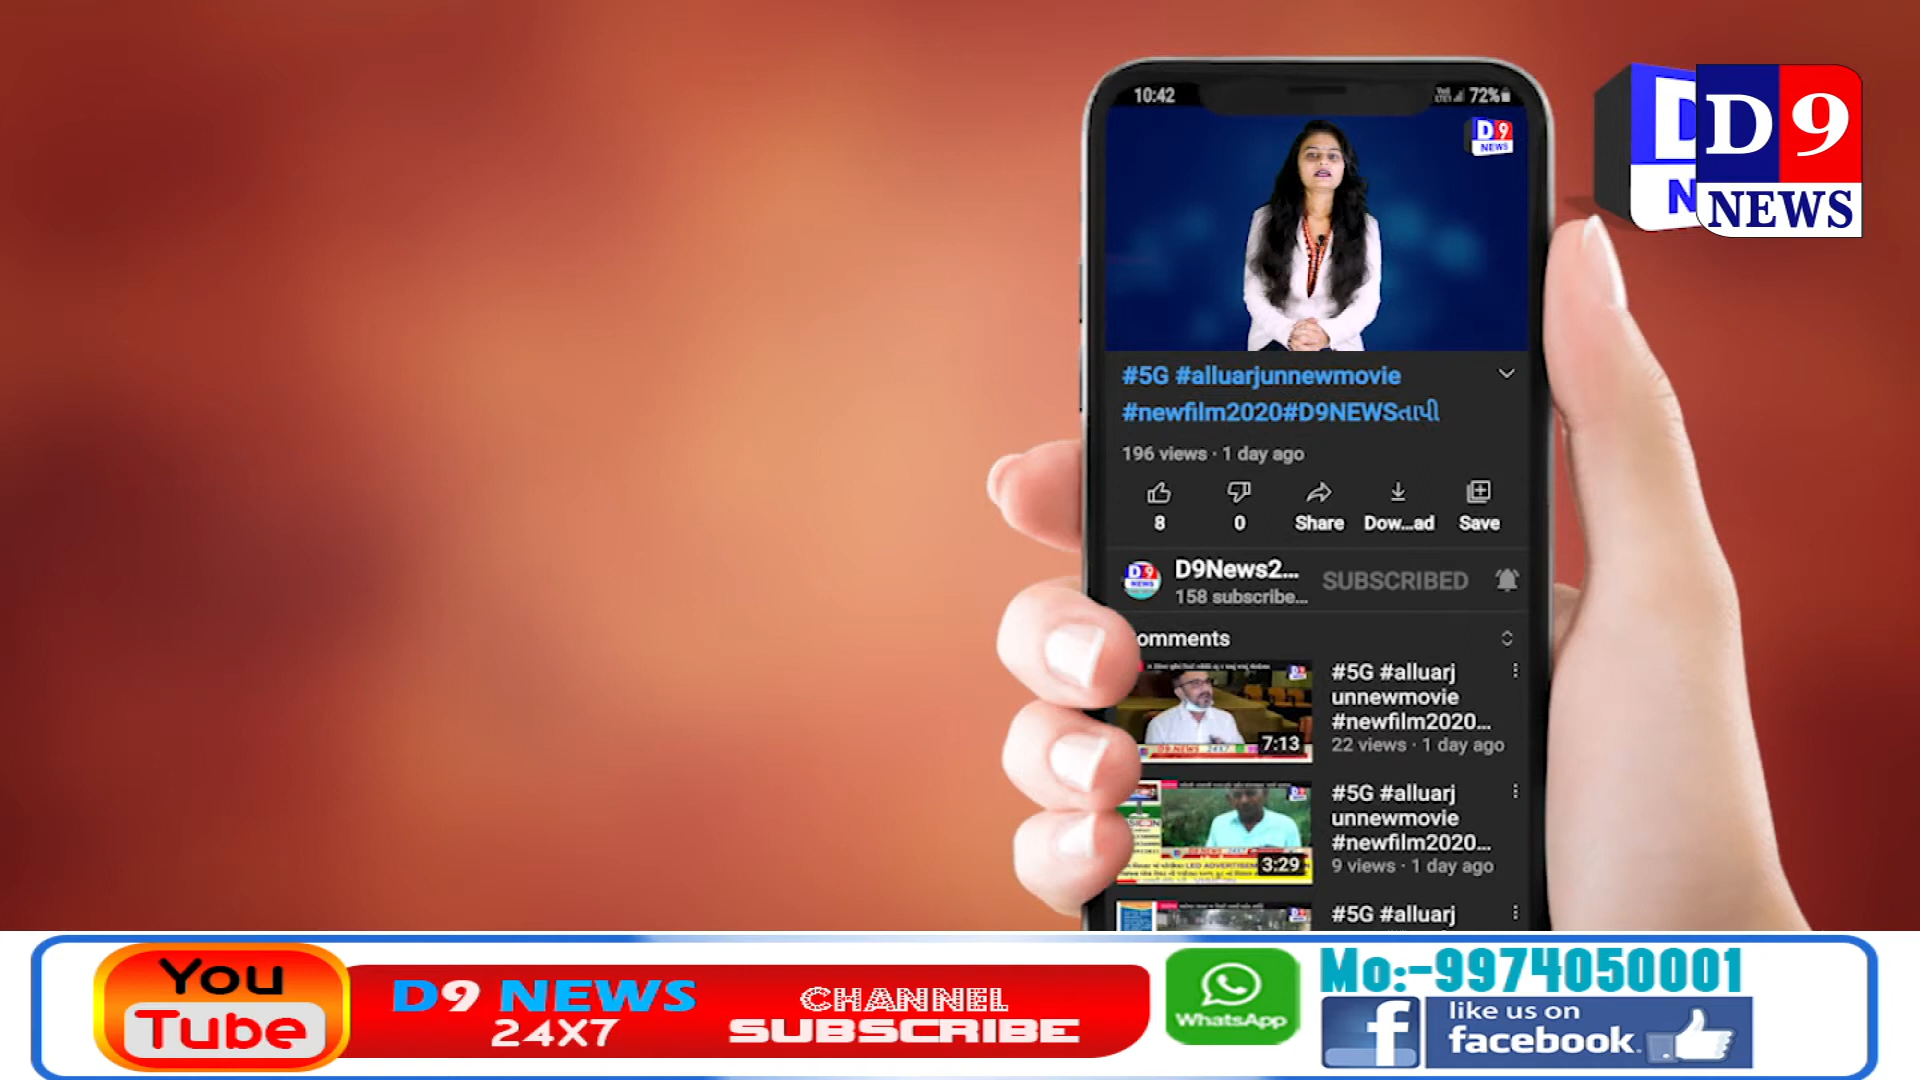 10:42
72%
D9
NEWS
D
N
D9
NEWS
#5G #alluarjunnewmovie
#newfilm2020#D9NEWSતાપી
196 views · 1 day ago
8
0
Share
Dow...ad
Save
D9News2...
SUBSCRIBED
158 subscribe...
omments
#5G #alluarj
unnewmovie
#newfilm2020...
22 views · 1 day ago
7:13
D9 NEWS 24X7
#5G #alluarj
unnewmovie
#newfilm2020...
9 views · 1 day ago
3:29
#5G #alluarj
You
Tube
D9 NEWS
24X7
CHANNEL
SUBSCRIBE
WhatsApp
Mo:-9974050001
f
like us on
facebook.